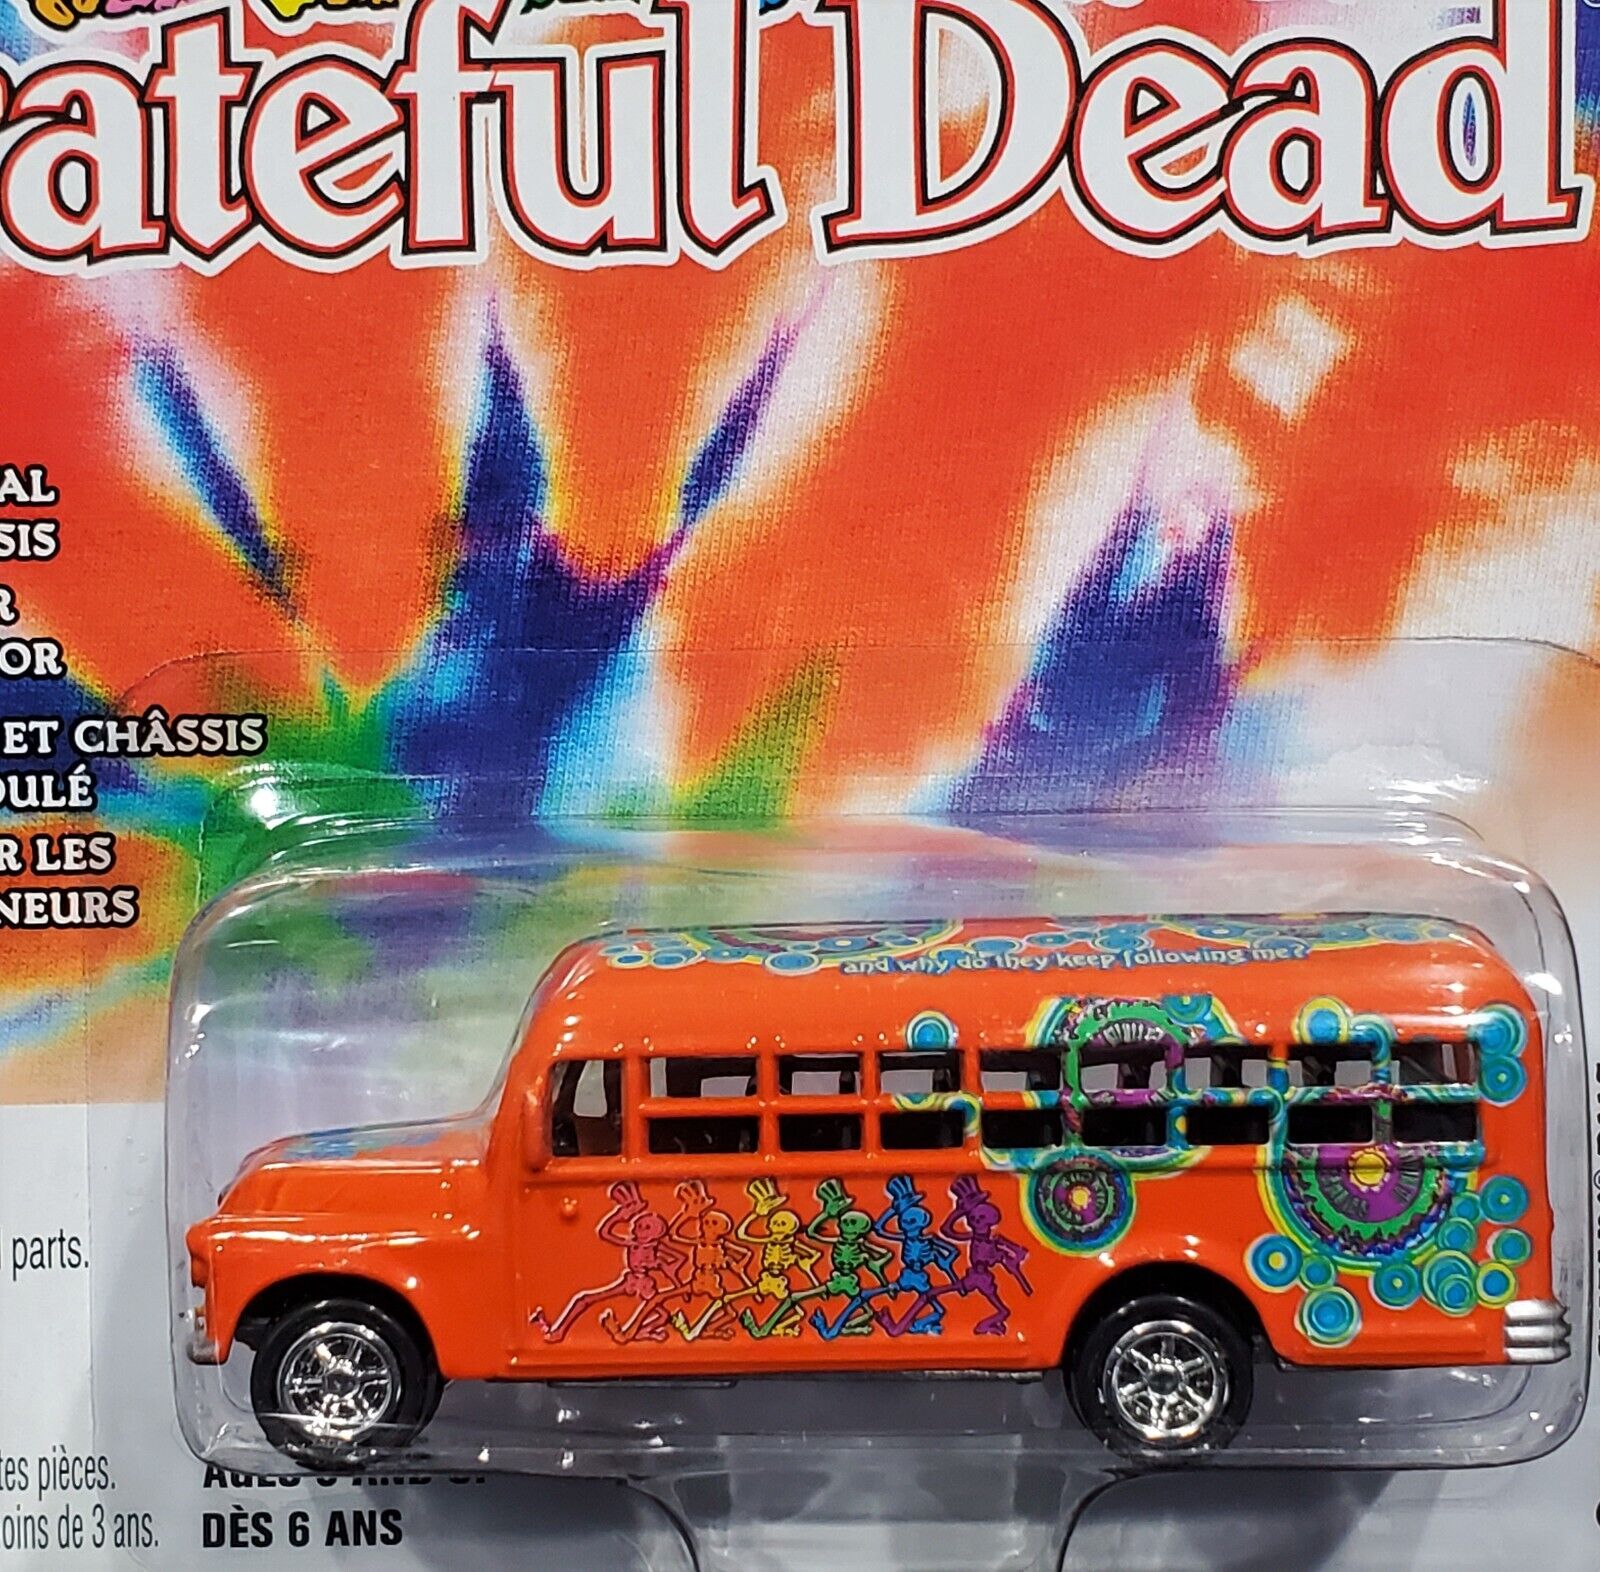 ateful Dead
AL
SIS
R
OR
ET CHÂSSIS
OULÉ
R LES
NEURS
and why do they keep following me?
parts.
tes pièces.
oins de 3 ans.
DÈS 6 ANS